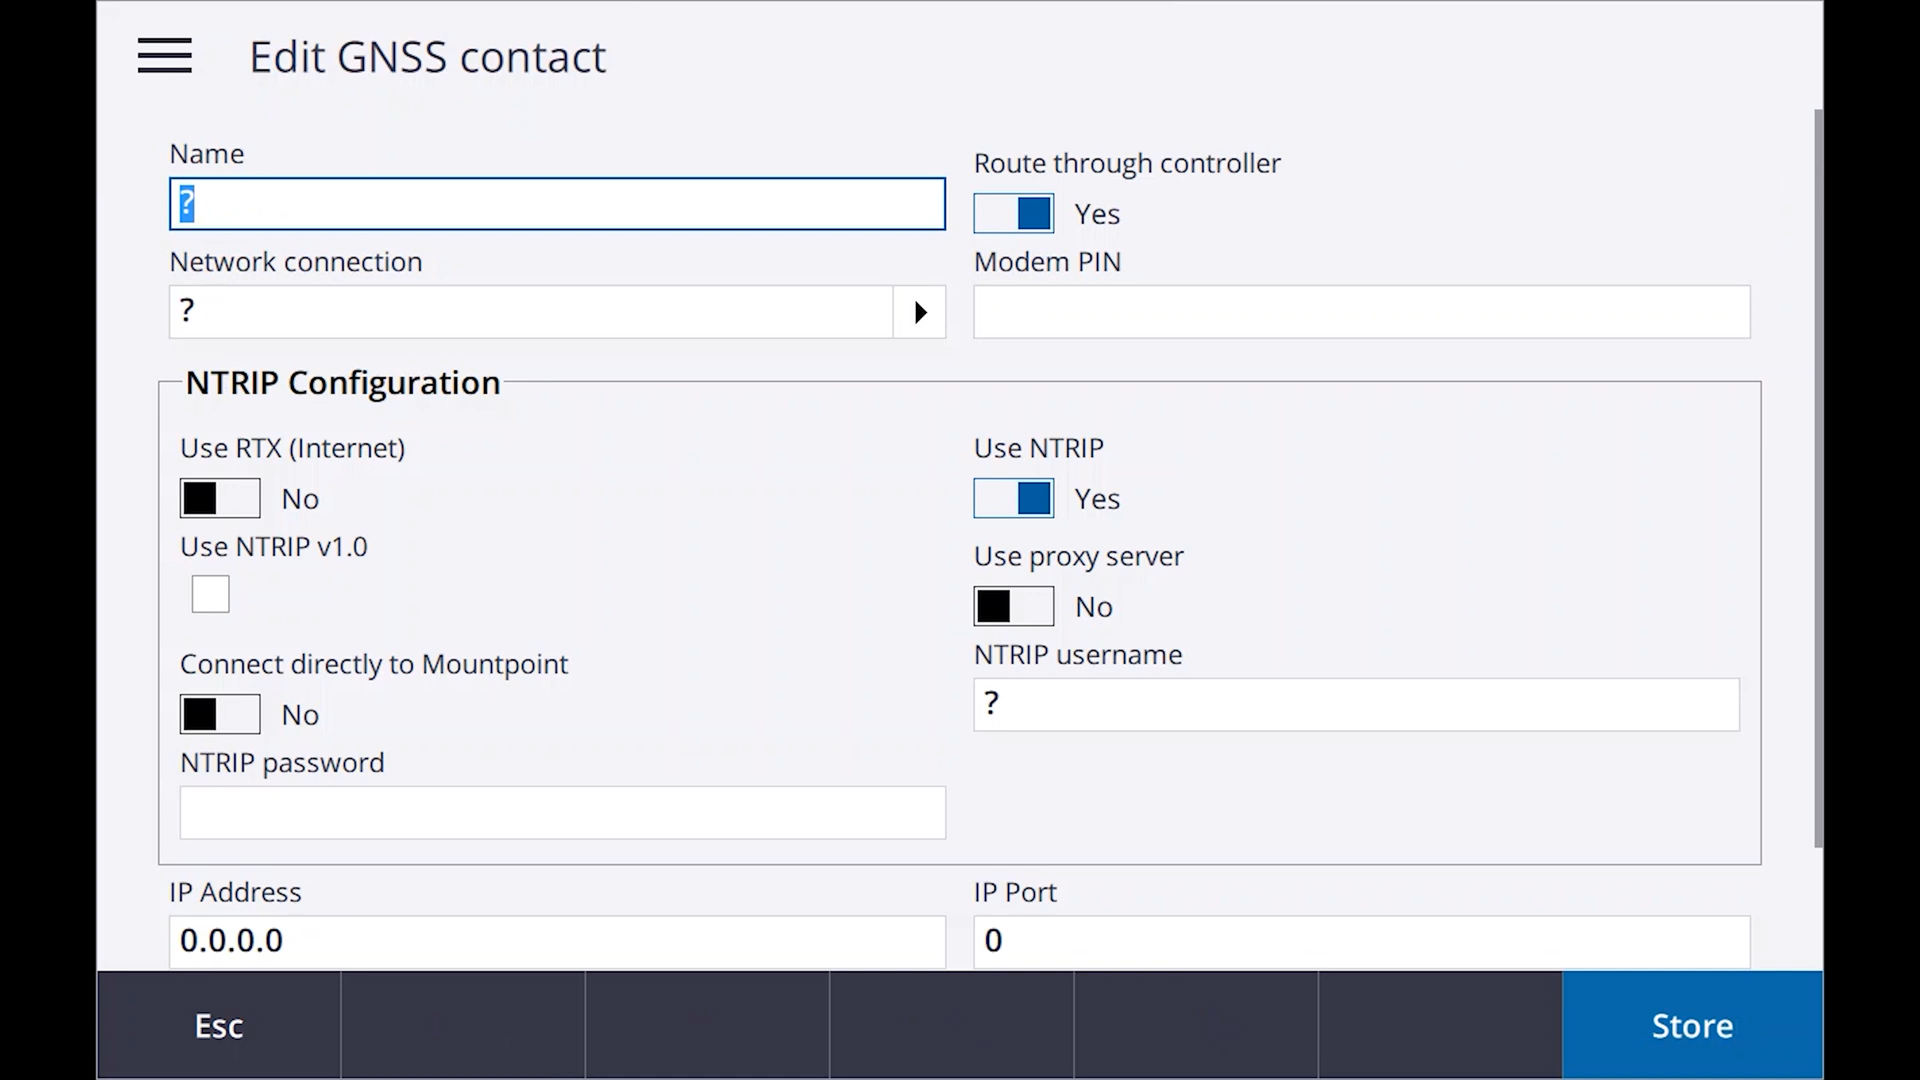 Edit GNSS contact
Name
?
Route through controller
Yes
Network connection
?
Modem PIN
NTRIP Configuration
Use RTX (Internet)
No
Use NTRIP
Yes
Use NTRIP v1.0
Use proxy server
No
Connect directly to Mountpoint
No
NTRIP username
?
NTRIP password
IP Address
0.0.0.0
IP Port
0
Esc
Store